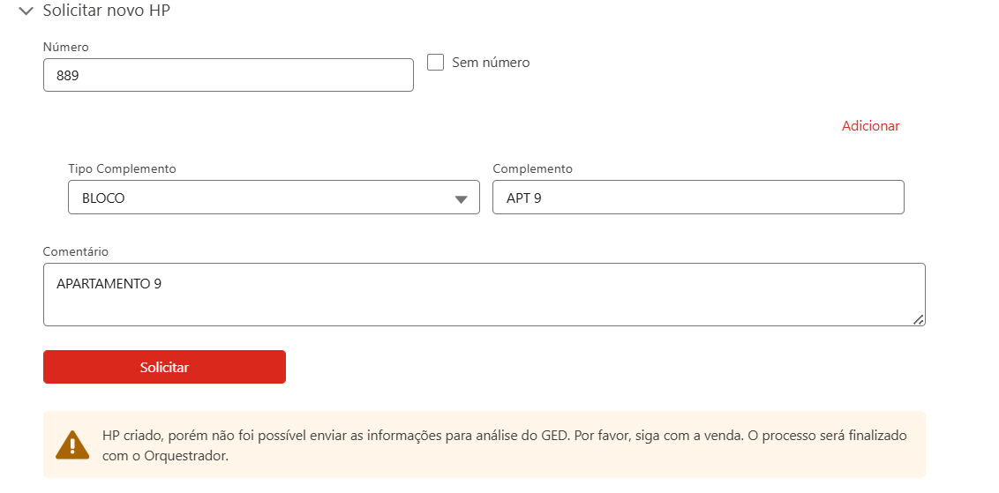 Solicitar novo HP
Número
889
Sem número
Adicionar
Tipo Complemento
Complemento
BLOCO
APT 9
Comentário
APARTAMENTO 9
Solicitar
HP criado, porém não foi possível enviar as informações para análise do GED. Por favor, siga com a venda. O processo será finalizado
com o Orquestrador.